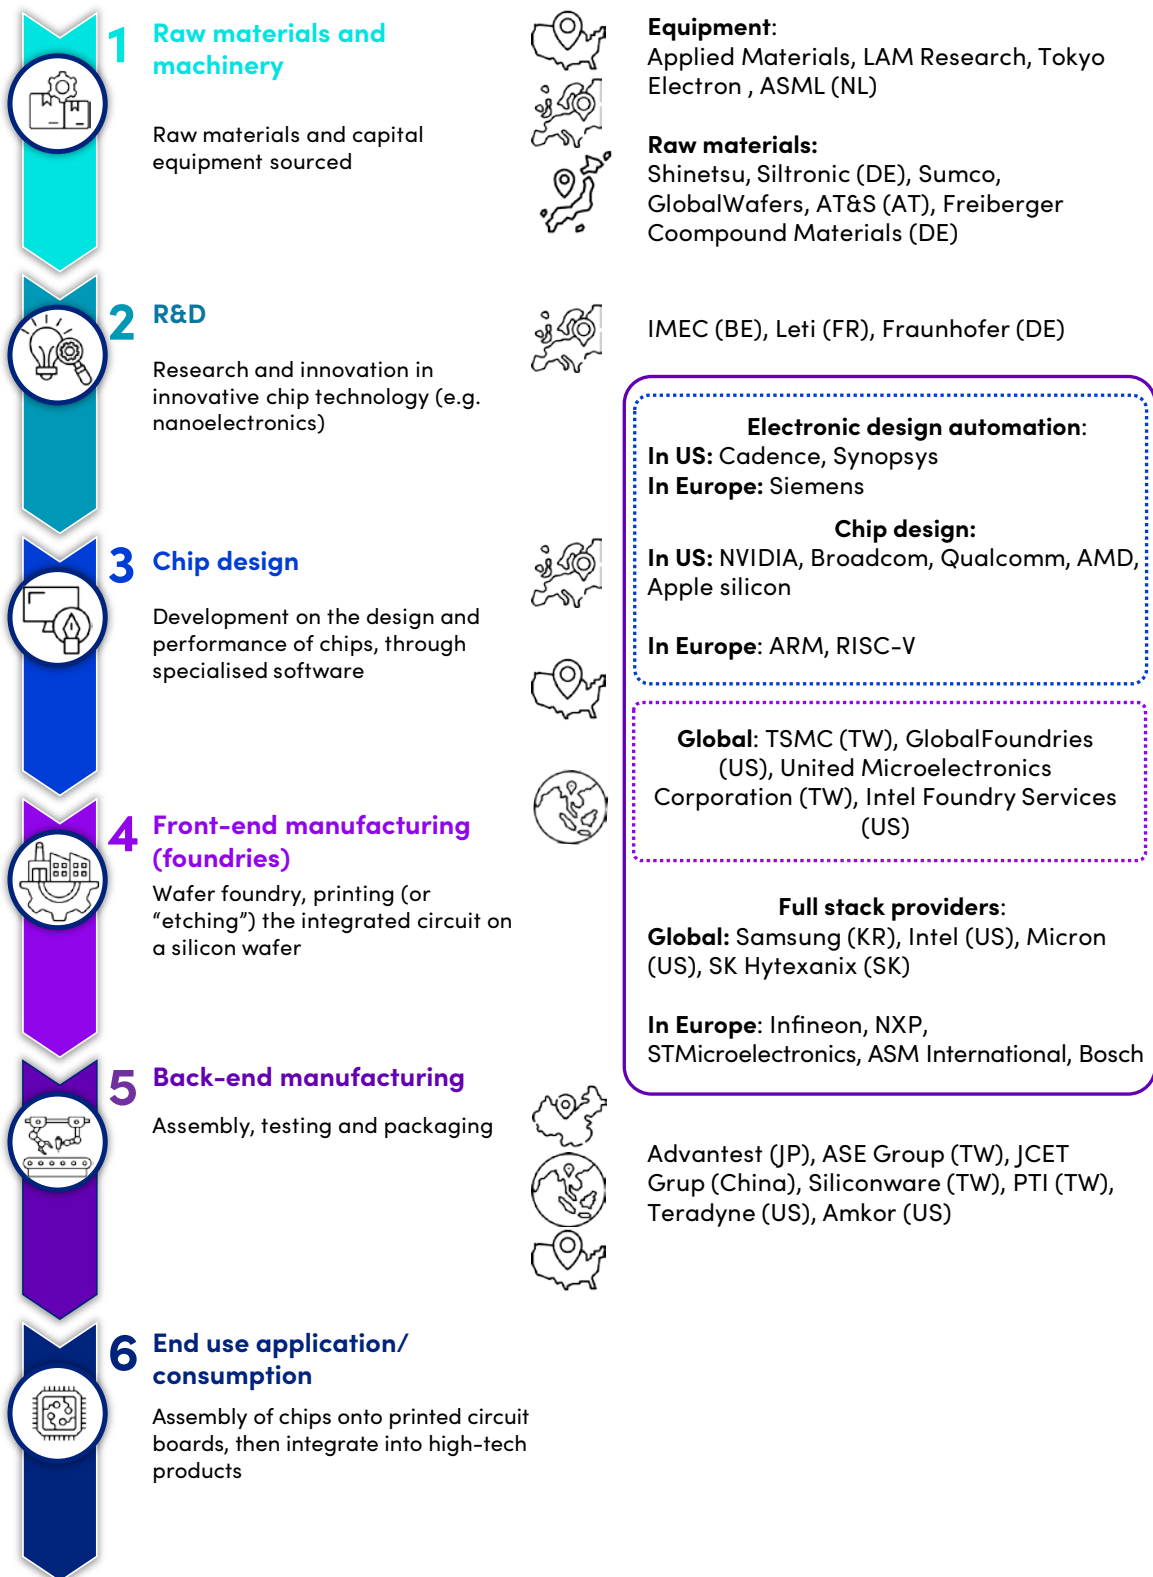 1 Raw materials and
machinery
Raw materials and capital
equipment sourced
Equipment:
Applied Materials, LAM Research, Tokyo
Electron , ASML (NL)
Raw materials:
Shinetsu, Siltronic (DE), Sumco,
GlobalWafers, AT&S (AT), Freiberger
Coompound Materials (DE)
2 R&D
Research and innovation in
innovative chip technology (e.g.
nanoelectronics)
IMEC (BE), Leti (FR), Fraunhofer (DE)
3 Chip design
Development on the design and
performance of chips, through
specialised software
Electronic design automation:
In US: Cadence, Synopsys
In Europe: Siemens
Chip design:
In US: NVIDIA, Broadcom, Qualcomm, AMD,
Apple silicon
In Europe: ARM, RISC-V
4 Front-end manufacturing
(foundries)
Wafer foundry, printing (or
“etching”) the integrated circuit on
a silicon wafer
Global: TSMC (TW), GlobalFoundries
(US), United Microelectronics
Corporation (TW), Intel Foundry Services
(US)
Full stack providers:
Global: Samsung (KR), Intel (US), Micron
(US), SK Hytexanix (SK)
In Europe: Infineon, NXP,
STMicroelectronics, ASM International, Bosch
5 Back-end manufacturing
Assembly, testing and packaging
Advantest (JP), ASE Group (TW), JCET
Grup (China), Siliconware (TW), PTI (TW),
Teradyne (US), Amkor (US)
6 End use application/
consumption
Assembly of chips onto printed circuit
boards, then integrate into high-tech
products